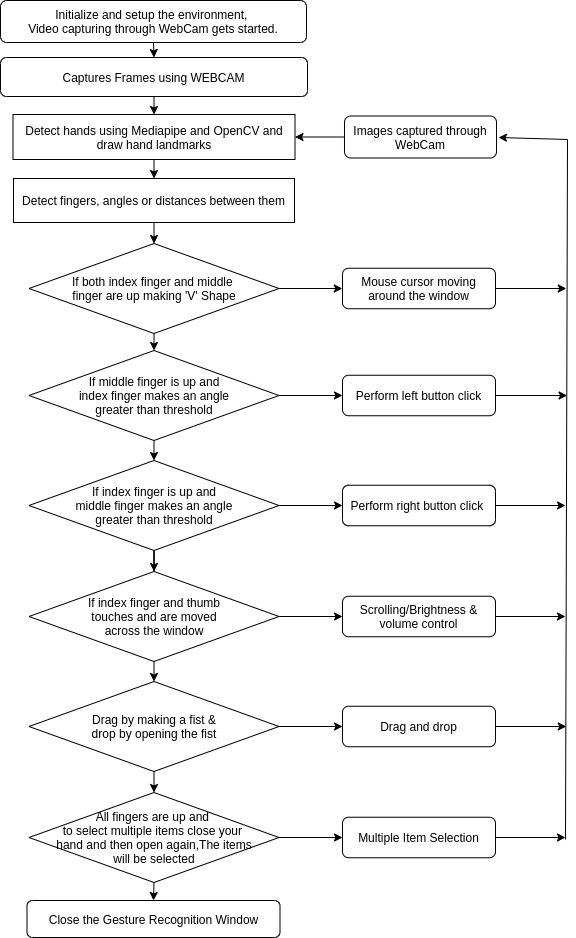 Initialize and setup the environment,
Video capturing through WebCam gets started.
Captures Frames using WEBCAM
Detect hands using Mediapipe and OpenCV and
draw hand landmarks
Images captured through
WebCam
Detect fingers, angles or distances between them
If both index finger and middle
finger are up making 'V' Shape
Mouse cursor moving
around the window
If middle finger is up and
index finger makes an angle
greater than threshold
Perform left button click
If index finger is up and
middle finger makes an angle
greater than threshold
Perform right button click
If index finger and thumb
touches and are moved
across the window
Scrolling/Brightness &
volume control
Drag by making a fist &
drop by opening the fist
Drag and drop
All fingers are up and
to select multiple items close your
hand and then open again,The items
will be selected
Multiple Item Selection
Close the Gesture Recognition Window